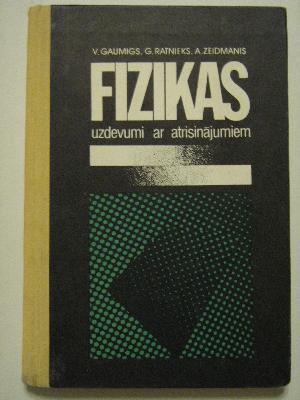 V. GAUMIGS, G. RATNIEKS, A. ZEIDMANIS
FIZIKAS
uzdevumi ar atrisinājumiem